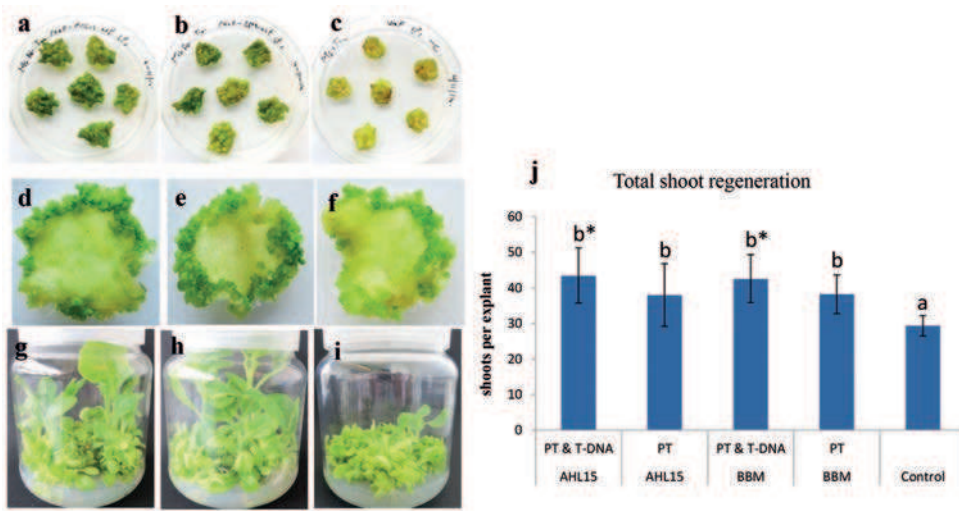 a
b
c
d
e
f
g
h
i
j
Total shoot regeneration
shoots per explant
60
50
40
30
20
10
0
b*
b
b*
b
a
PT & T-DNA
PT
PT & T-DNA
PT
AHL15
AHL15
BBM
BBM
Control